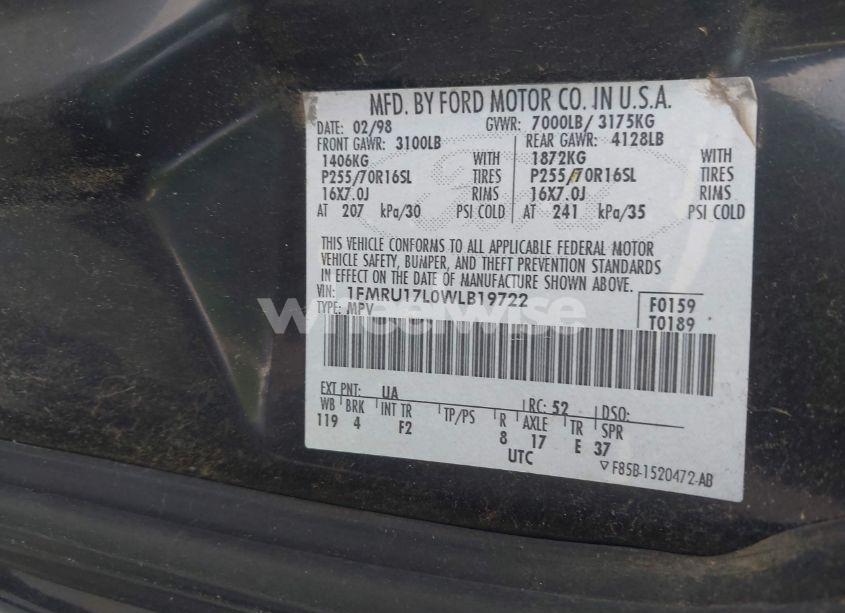 MFD. BY FORD MOTOR CO. IN U.S.A.
DATE: 02/98 GVWR: 7000LB/ 3175KG
FRONT GAWR: 3100LB REAR GAWR: 4128LB
1406KG WITH 1872KG WITH
P255/70R16SL TIRES P255/70R16SL TIRES
16X7.0J RIMS 16X7.0J RIMS
AT 207 kPa/30 PSI COLD AT 241 kPa/35 PSI COLD
THIS VEHICLE CONFORMS TO ALL APPLICABLE FEDERAL MOTOR
VEHICLE SAFETY, BUMPER, AND THEFT PREVENTION STANDARDS
IN EFFECT ON THE DATE OF MANUFACTURE SHOWN ABOVE.
VIN: 1FMRU17L0WLB19722 F0159
TYPE: MPV T0189
wheelwise
EXT PNT: UA RC: 52 DSO:
WB BRK INT TR TP/PS R AXLE TR SPR
119 4 F2 8 17 E 37
UTC
▽ F85B-1520472-AB